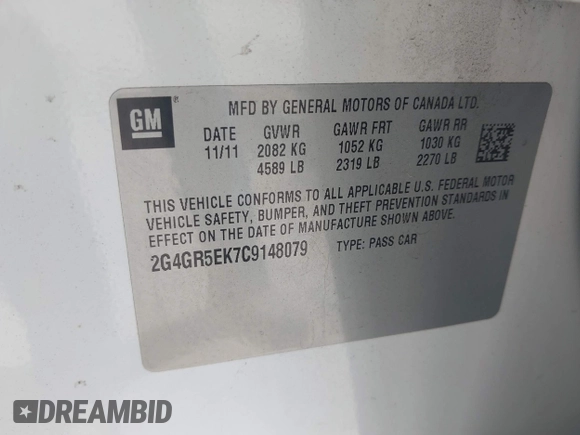 GM
MFD BY GENERAL MOTORS OF CANADA LTD.
DATE GVWR GAWR FRT GAWR RR
11/11 2082 KG 1052 KG 1030 KG
4589 LB 2319 LB 2270 LB
THIS VEHICLE CONFORMS TO ALL APPLICABLE U.S. FEDERAL MOTOR
VEHICLE SAFETY, BUMPER, AND THEFT PREVENTION STANDARDS IN
EFFECT ON THE DATE OF MANUFACTURE SHOWN ABOVE.
2G4GR5EK7C9148079 TYPE: PASS CAR
DREAMBID